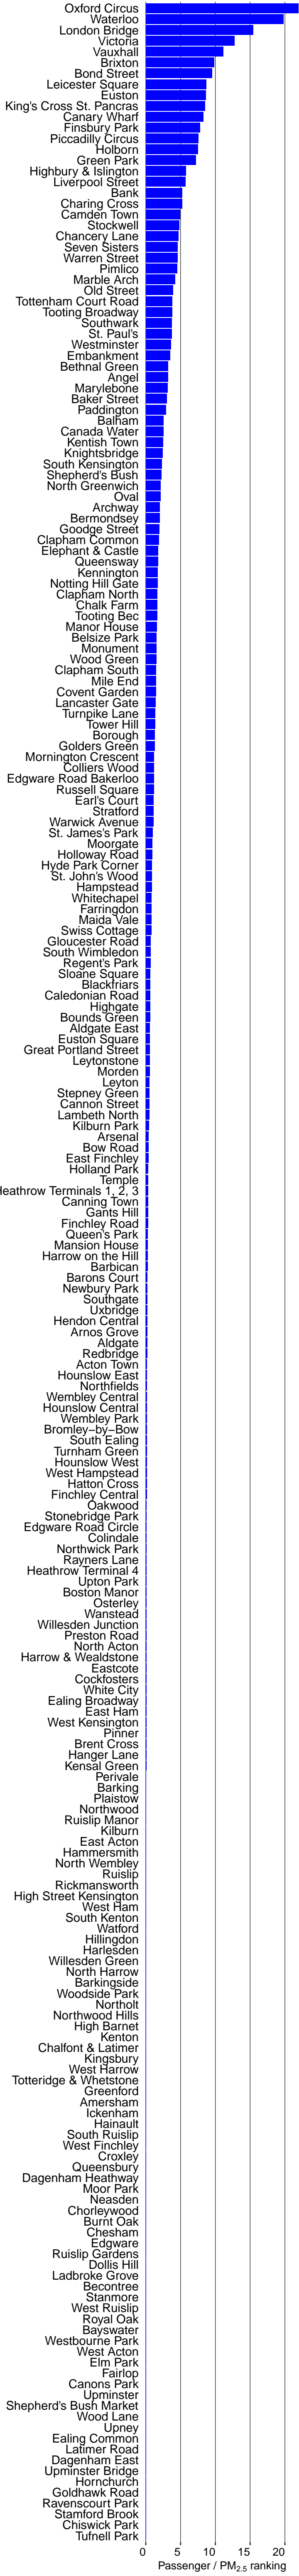 Oxford Circus
Waterloo
London Bridge
Victoria
Vauxhall
Brixton
Bond Street
Leicester Square
Euston
King's Cross St. Pancras
Canary Wharf
Finsbury Park
Piccadilly Circus
Holborn
Green Park
Highbury & Islington
Liverpool Street
Bank
Charing Cross
Camden Town
Stockwell
Chancery Lane
Seven Sisters
Warren Street
Pimlico
Marble Arch
Old Street
Tottenham Court Road
Tooting Broadway
Southwark
St. Paul's
Westminster
Embankment
Bethnal Green
Angel
Marylebone
Baker Street
Paddington
Balham
Canada Water
Kentish Town
Knightsbridge
South Kensington
Shepherd's Bush
North Greenwich
Oval
Archway
Bermondsey
Goodge Street
Clapham Common
Elephant & Castle
Queensway
Kennington
Notting Hill Gate
Clapham North
Chalk Farm
Tooting Bec
Manor House
Belsize Park
Monument
Wood Green
Clapham South
Mile End
Covent Garden
Lancaster Gate
Turnpike Lane
Tower Hill
Borough
Golders Green
Mornington Crescent
Colliers Wood
Edgware Road Bakerloo
Russell Square
Earl's Court
Stratford
Warwick Avenue
St. James's Park
Moorgate
Holloway Road
Hyde Park Corner
St. John's Wood
Hampstead
Whitechapel
Farringdon
Maida Vale
Swiss Cottage
Gloucester Road
South Wimbledon
Regent's Park
Sloane Square
Blackfriars
Caledonian Road
Highgate
Bounds Green
Aldgate East
Euston Square
Great Portland Street
Leytonstone
Morden
Leyton
Stepney Green
Cannon Street
Lambeth North
Kilburn Park
Arsenal
Bow Road
East Finchley
Holland Park
Temple
Heathrow Terminals 1, 2, 3
Canning Town
Gants Hill
Finchley Road
Queen's Park
Mansion House
Harrow on the Hill
Barbican
Barons Court
Newbury Park
Southgate
Uxbridge
Hendon Central
Arnos Grove
Aldgate
Redbridge
Acton Town
Hounslow East
Northfields
Wembley Central
Hounslow Central
Wembley Park
Bromley−by−Bow
South Ealing
Turnham Green
Hounslow West
West Hampstead
Hatton Cross
Finchley Central
Oakwood
Stonebridge Park
Edgware Road Circle
Colindale
Northwick Park
Rayners Lane
Heathrow Terminal 4
Upton Park
Boston Manor
Osterley
Wanstead
Willesden Junction
Preston Road
North Acton
Harrow & Wealdstone
Eastcote
Cockfosters
White City
Ealing Broadway
East Ham
West Kensington
Pinner
Brent Cross
Hanger Lane
Kensal Green
Perivale
Barking
Plaistow
Northwood
Ruislip Manor
Kilburn
East Acton
Hammersmith
North Wembley
Ruislip
Rickmansworth
High Street Kensington
West Ham
South Kenton
Watford
Hillingdon
Harlesden
Willesden Green
North Harrow
Barkingside
Woodside Park
Northolt
Northwood Hills
High Barnet
Kenton
Chalfont & Latimer
Kingsbury
West Harrow
Totteridge & Whetstone
Greenford
Amersham
Ickenham
Hainault
South Ruislip
West Finchley
Croxley
Queensbury
Dagenham Heathway
Moor Park
Neasden
Chorleywood
Burnt Oak
Chesham
Edgware
Ruislip Gardens
Dollis Hill
Ladbroke Grove
Becontree
Stanmore
West Ruislip
Royal Oak
Bayswater
Westbourne Park
West Acton
Elm Park
Fairlop
Canons Park
Upminster
Shepherd's Bush Market
Wood Lane
Upney
Ealing Common
Latimer Road
Dagenham East
Upminster Bridge
Hornchurch
Goldhawk Road
Ravenscourt Park
Stamford Brook
Chiswick Park
Tufnell Park
0 5 10 15 20
Passenger / PM2.5 ranking